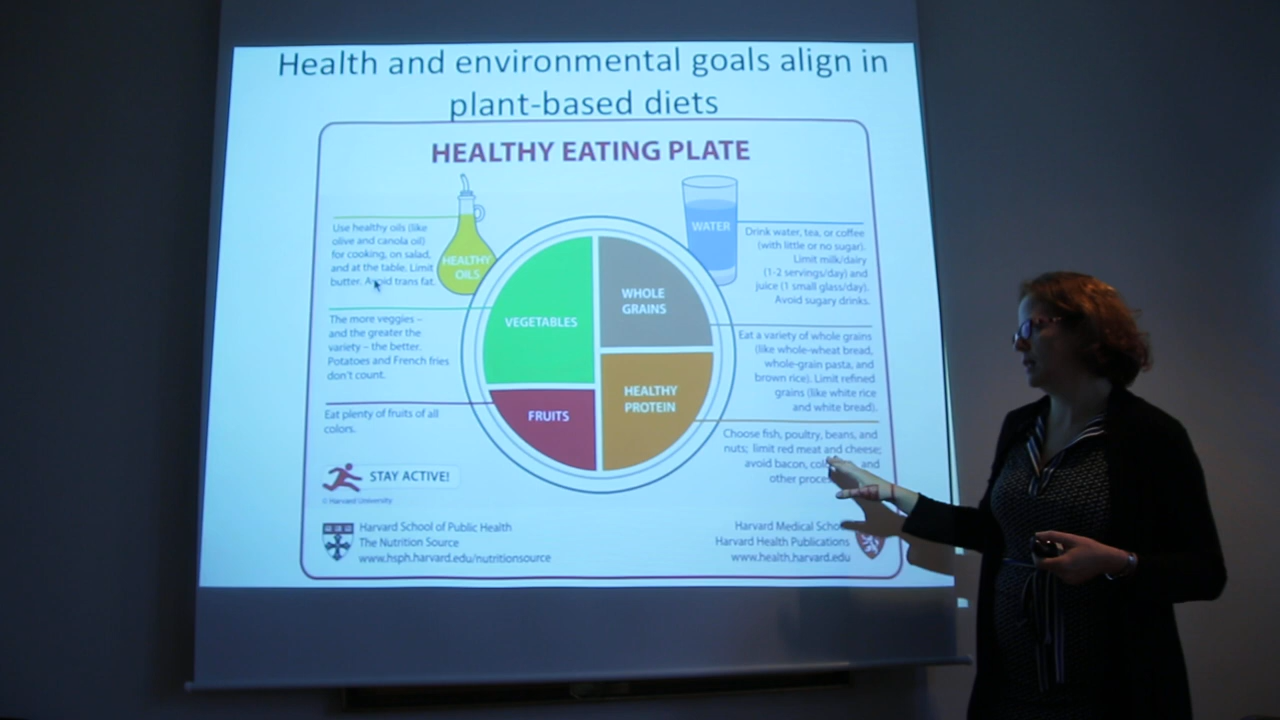 Health and environmental goals align in
plant-based diets
HEALTHY EATING PLATE
Use healthy oils (like
olive and canola oil)
for cooking, on salad,
and at the table. Limit
butter. Avoid trans fat.
HEALTHY
OILS
WATER
Drink water, tea, or coffee
(with little or no sugar).
Limit milk/dairy
(1-2 servings/day) and
juice (1 small glass/day).
Avoid sugary drinks.
The more veggies –
and the greater the
variety – the better.
Potatoes and French fries
don't count.
VEGETABLES
WHOLE
GRAINS
Eat a variety of whole grains
(like whole-wheat bread,
whole-grain pasta, and
brown rice). Limit refined
grains (like white rice
and white bread).
Eat plenty of fruits of all
colors.
FRUITS
HEALTHY
PROTEIN
Choose fish, poultry, beans, and
nuts; limit red meat and cheese;
avoid bacon, and
other
STAY ACTIVE!
© Harvard University
Harvard School of Public Health
The Nutrition Source
www.hsph.harvard.edu/nutritionsource
Harvard Medical
Harvard Health Publications
www.health.harvard.edu